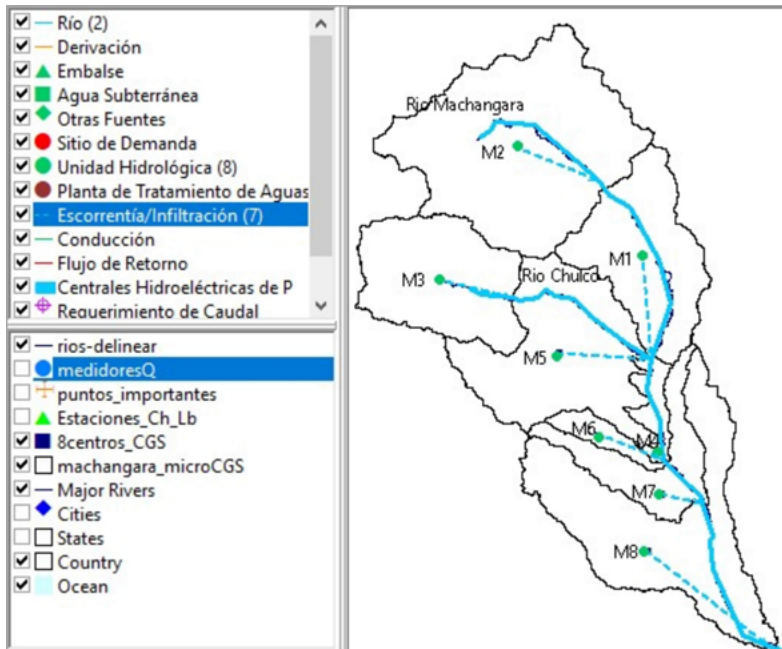 Río (2)
Derivación
Embalse
Agua Subterránea
Otras Fuentes
Sitio de Demanda
Unidad Hidrológica (8)
Planta de Tratamiento de Aguas
Escorrentía/Infiltración (7)
Conducción
Flujo de Retorno
Centrales Hidroeléctricas de P
Requerimiento de Caudal
rios-delinear
medidoresQ
puntos_importantes
Estaciones_Ch_Lb
8centros_CGS
machangara_microCGS
Major Rivers
Cities
States
Country
Ocean
Rio Machangara
M2
M1
M3
Rio Chulco
M5
M6
M4
M7
M8